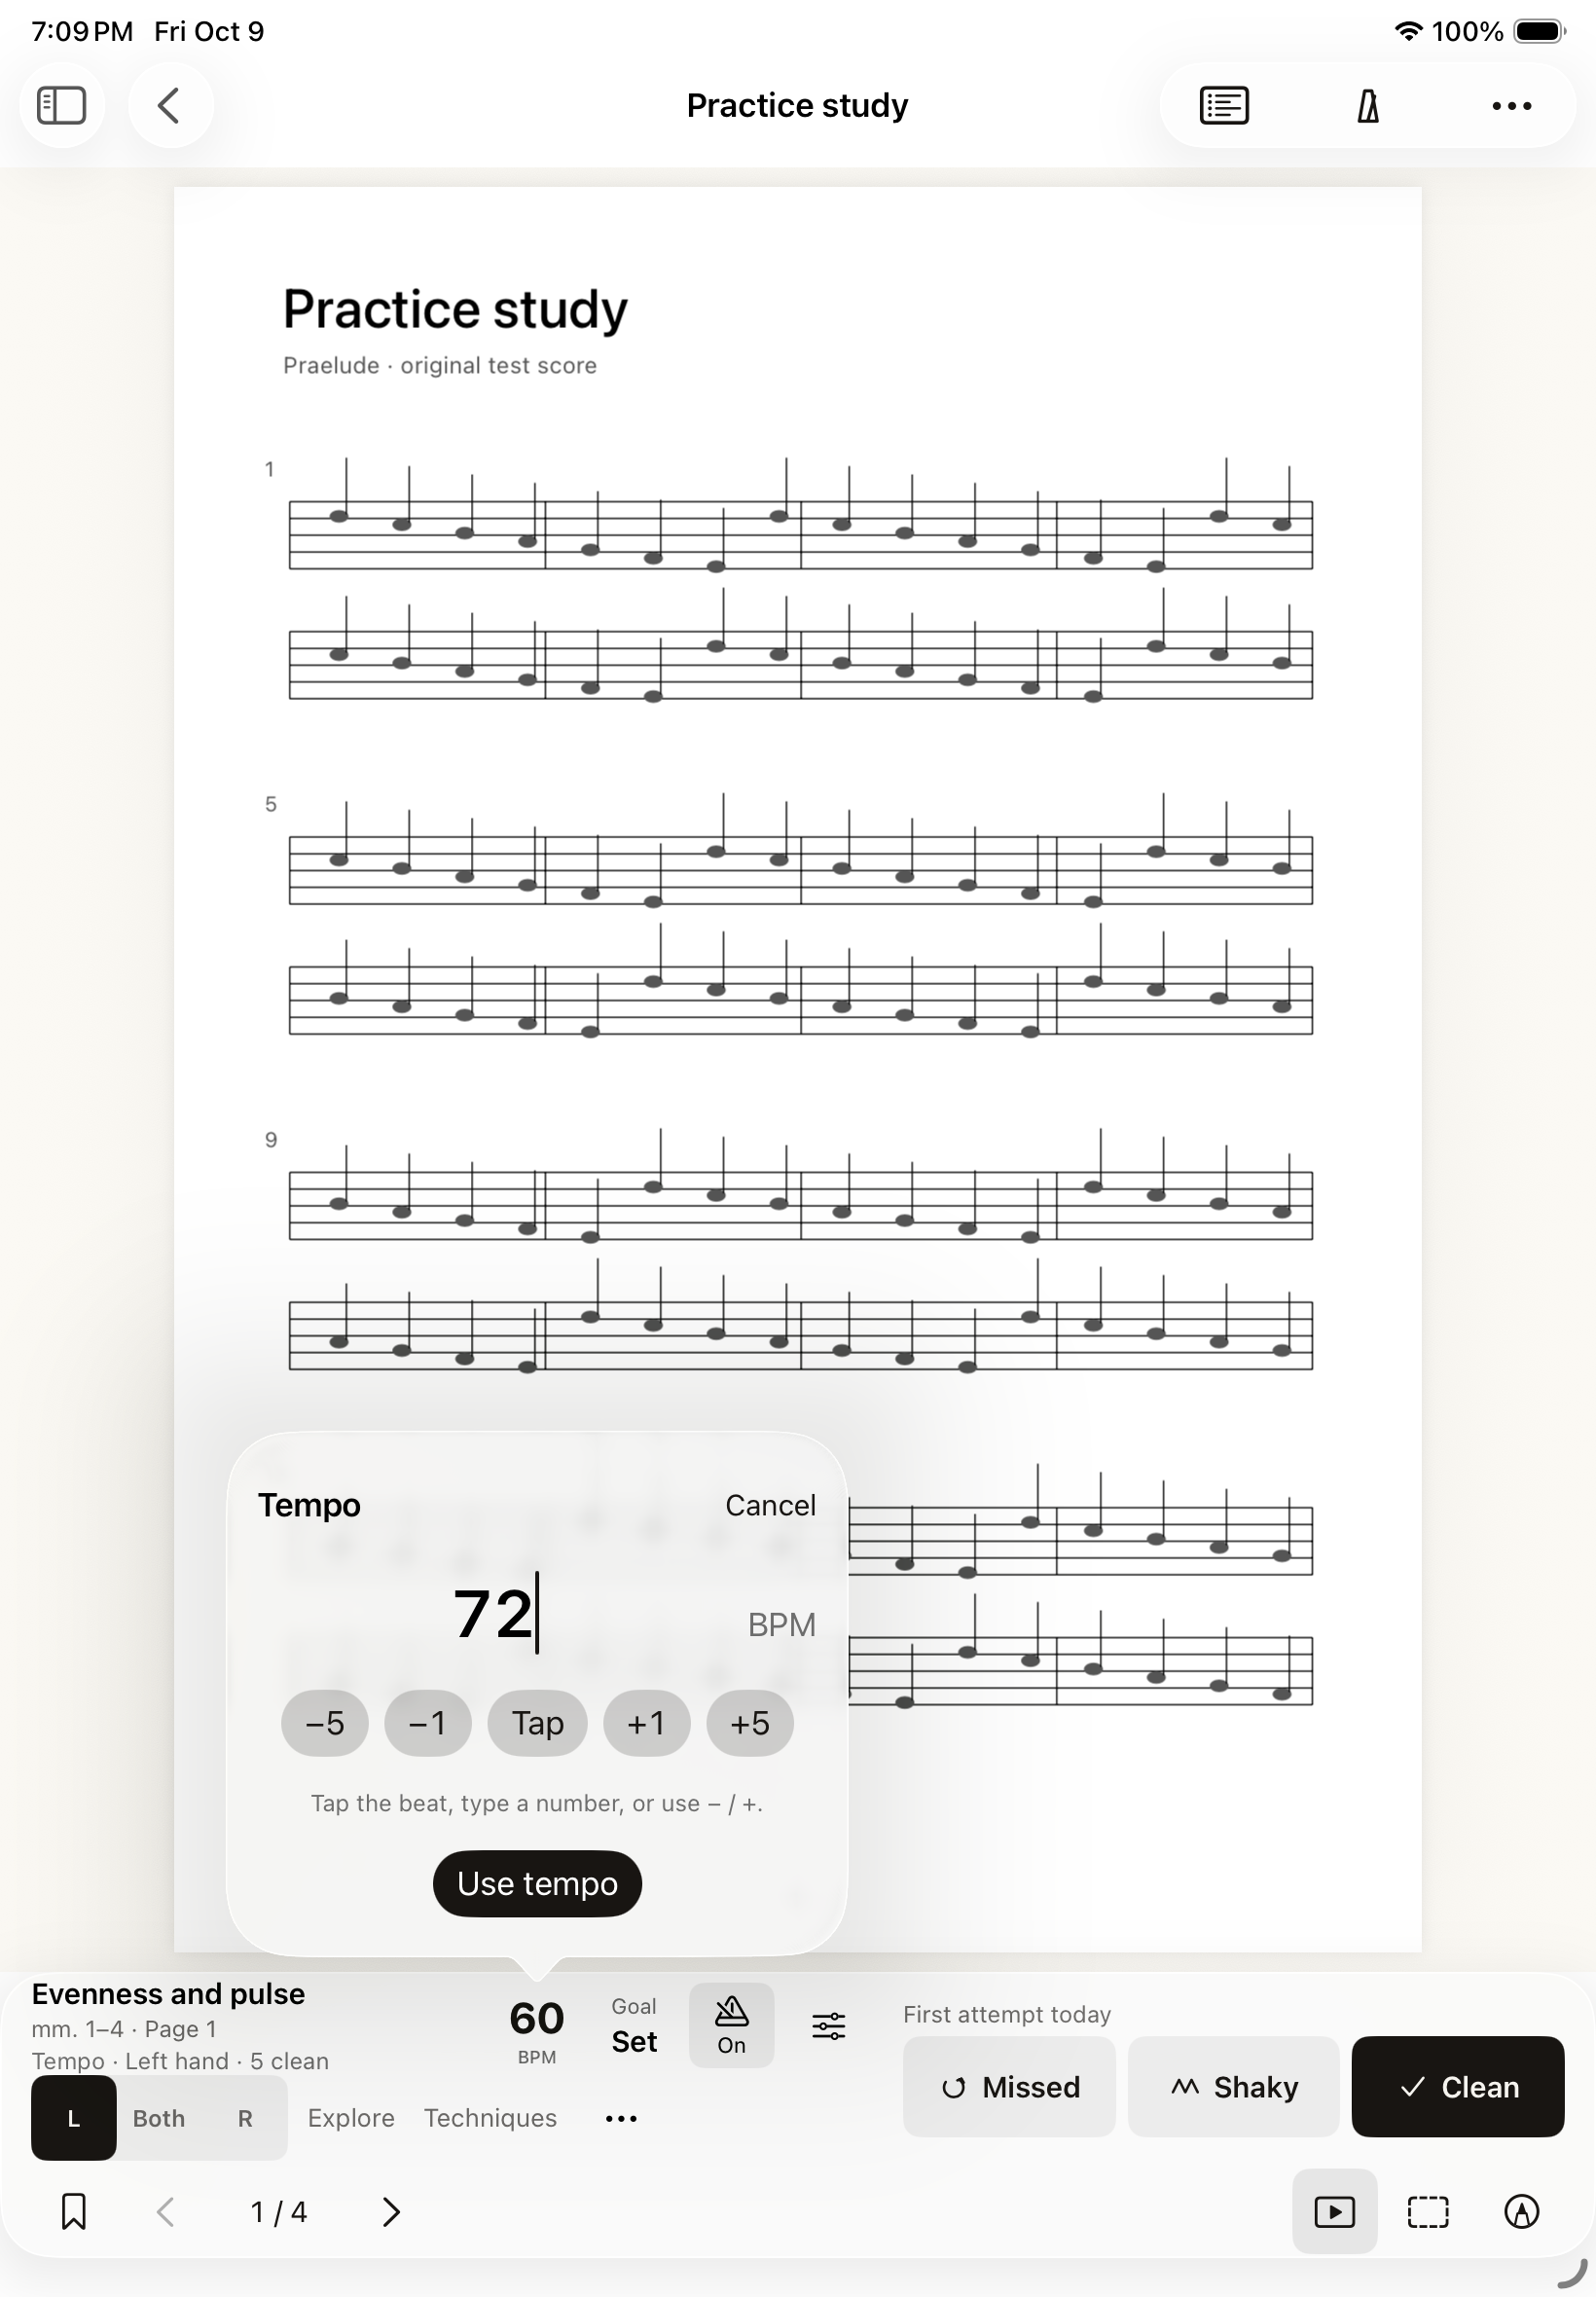 7:09 PM Fri Oct 9
100%
Practice study
Practice study
Praelude · original test score
1
5
9
Tempo
Cancel
72
BPM
−5
−1
Tap
+1
+5
Tap the beat, type a number, or use − / +.
Use tempo
Evenness and pulse
mm. 1–4 · Page 1
Tempo · Left hand · 5 clean
60
BPM
Goal
Set
On
First attempt today
Missed
Shaky
Clean
L
Both
R
Explore
Techniques
1 / 4